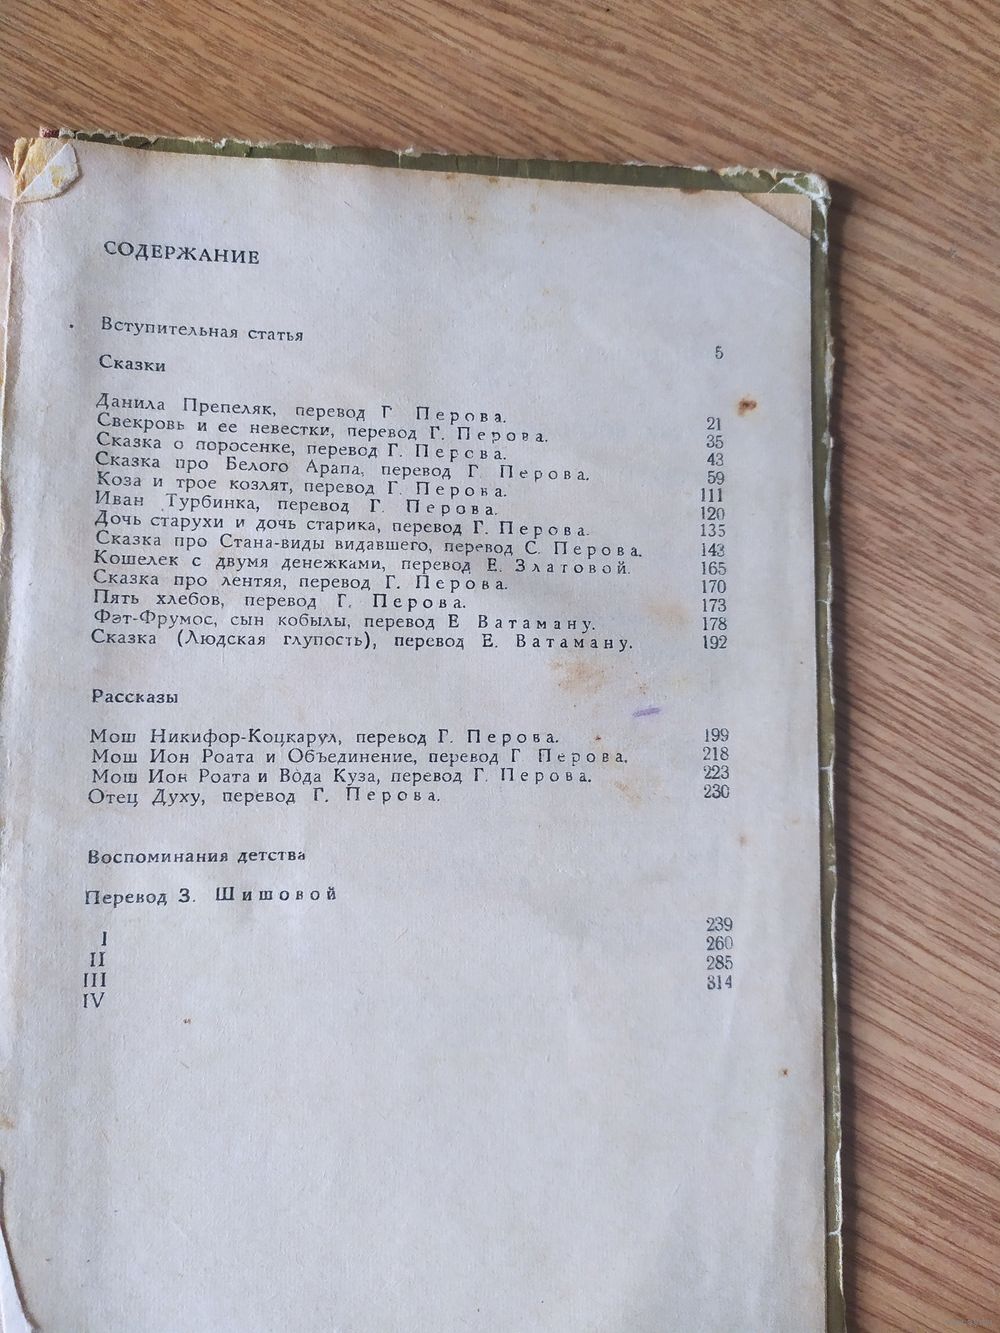 СОДЕРЖАНИЕ
Вступительная статья 5
Сказки
Данила Препеляк, перевод Г Перова. 21
Свекровь и ее невестки, перевод Г. Перова. 35
Сказка о поросенке, перевод Г. Перова. 43
Сказка про Белого Арапа, перевод Г. Перова. 59
Коза и трое козлят, перевод Г. Перова. 111
Иван Турбинка, перевод Г. Перова. 120
Дочь старухи и дочь старика, перевод Г. Перова. 135
Сказка про Стана-виды видавшего, перевод С. Перова. 143
Кошелек с двумя денежками, перевод Е. Златовой. 165
Сказка про лентяя, перевод Г. Перова. 170
Пять хлебов, перевод Г. Перова. 173
Фэт-Фрумос, сын кобылы, перевод Е Ватаману. 178
Сказка (Людская глупость), перевод Е. Ватаману. 192
Рассказы
Мош Никифор-Коцкарул, перевод Г. Перова. 199
Мош Ион Роата и Объединение, перевод Г Перова. 218
Мош Ион Роата и Вода Куза, перевод Г. Перова. 223
Отец Духу, перевод Г. Перова. 230
Воспоминания детства
Перевод З. Шишовой
I 239
II 260
III 285
IV 314